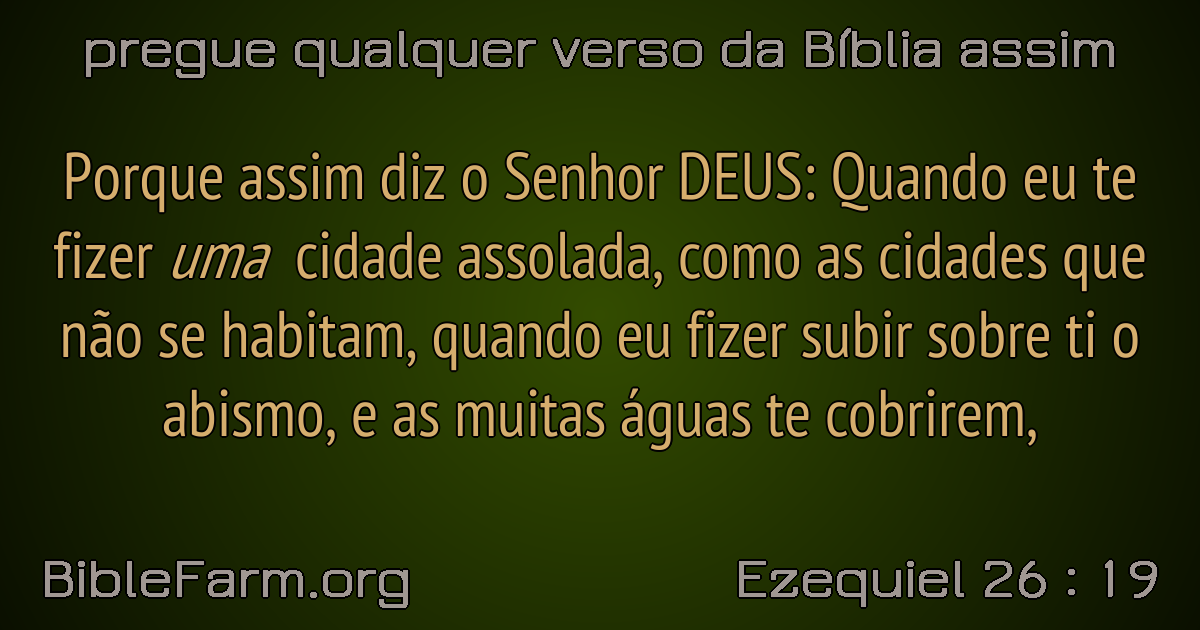 pregue qualquer verso da Bíblia assim
Porque assim diz o Senhor DEUS: Quando eu te
fizer uma cidade assolada, como as cidades que
não se habitam, quando eu fizer subir sobre ti o
abismo, e as muitas águas te cobrirem,
BibleFarm.org
Ezequiel 26 : 19